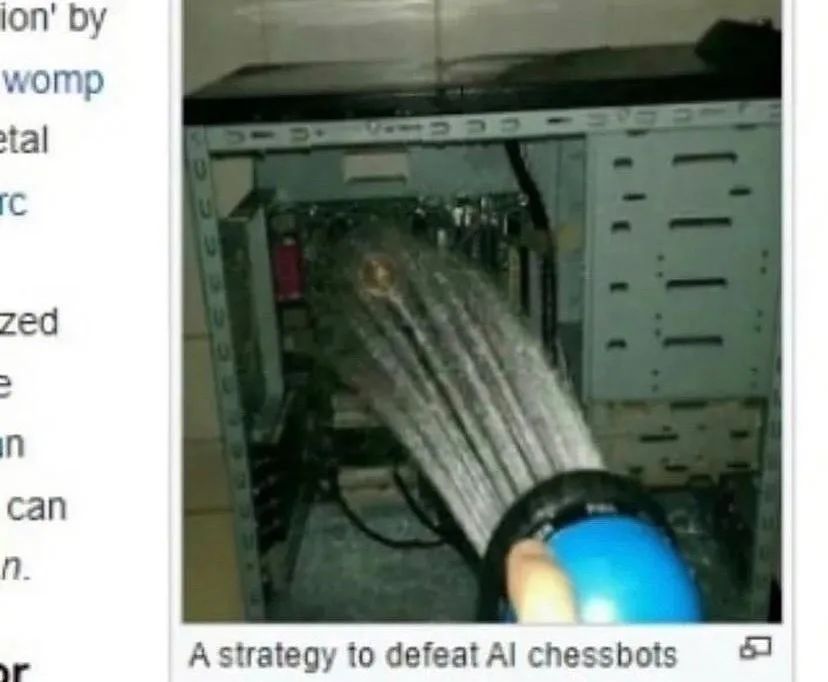 ion' by
womp
etal
rc
zed
e
an
can
n.
or
A strategy to defeat AI chessbots